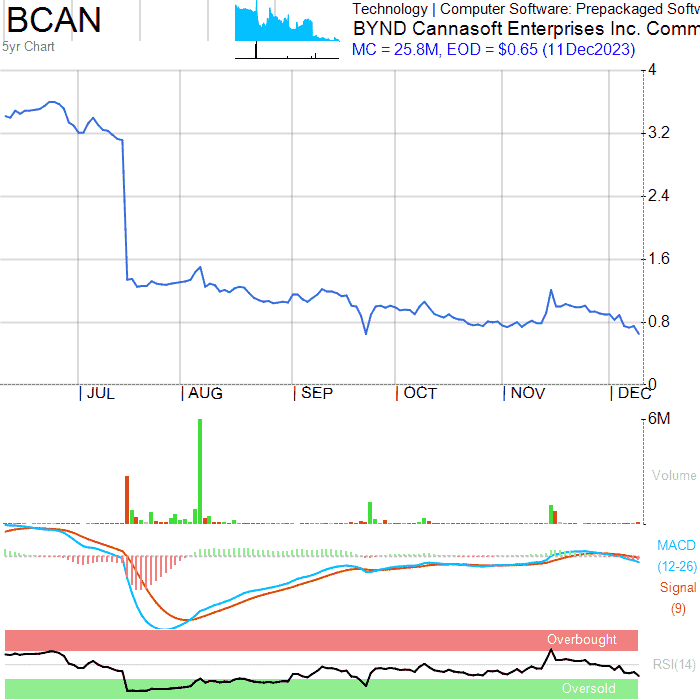 BCAN
5yr Chart
Technology | Computer Software: Prepackaged Softw
BYND Cannasoft Enterprises Inc. Comm
MC = 25.8M, EOD = $0.65 (11Dec2023)
4
3.2
2.4
1.6
0.8
0
JUL AUG SEP OCT NOV DEC
6M
Volume
MACD
(12-26)
Signal
(9)
Overbought
RSI(14)
Oversold